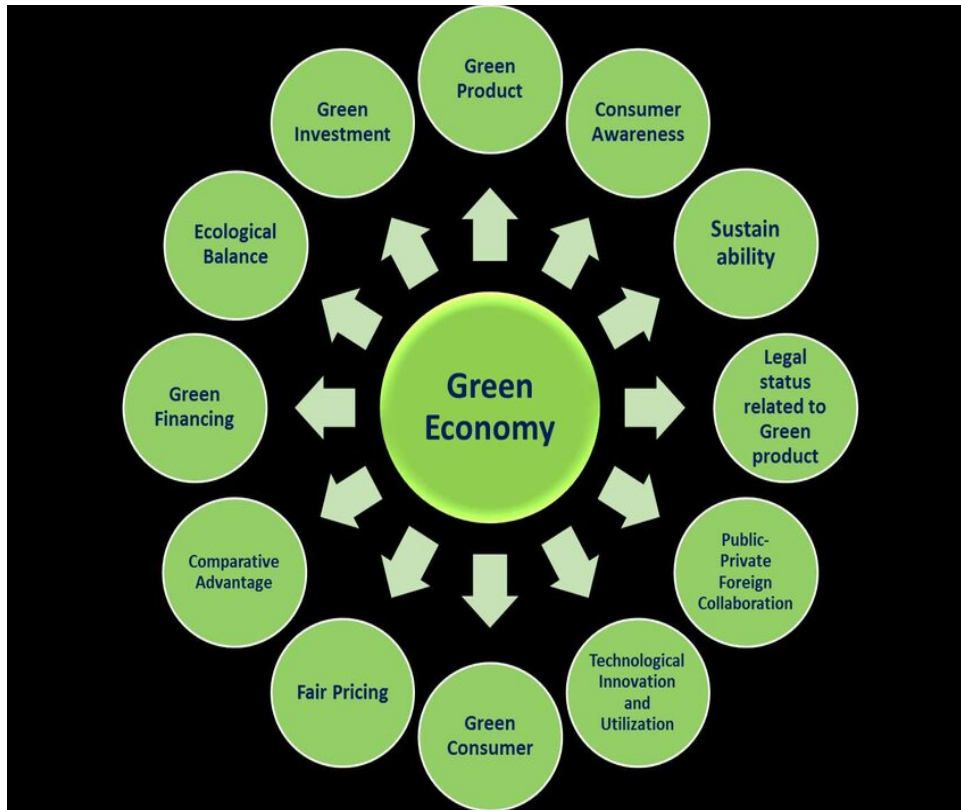 Green
Product
Consumer
Awareness
Sustain
ability
Legal
status
related to
Green
product
Public-
Private
Foreign
Collaboration
Technological
Innovation
and
Utilization
Green
Consumer
Fair Pricing
Comparative
Advantage
Green
Financing
Ecological
Balance
Green
Investment
Green
Economy